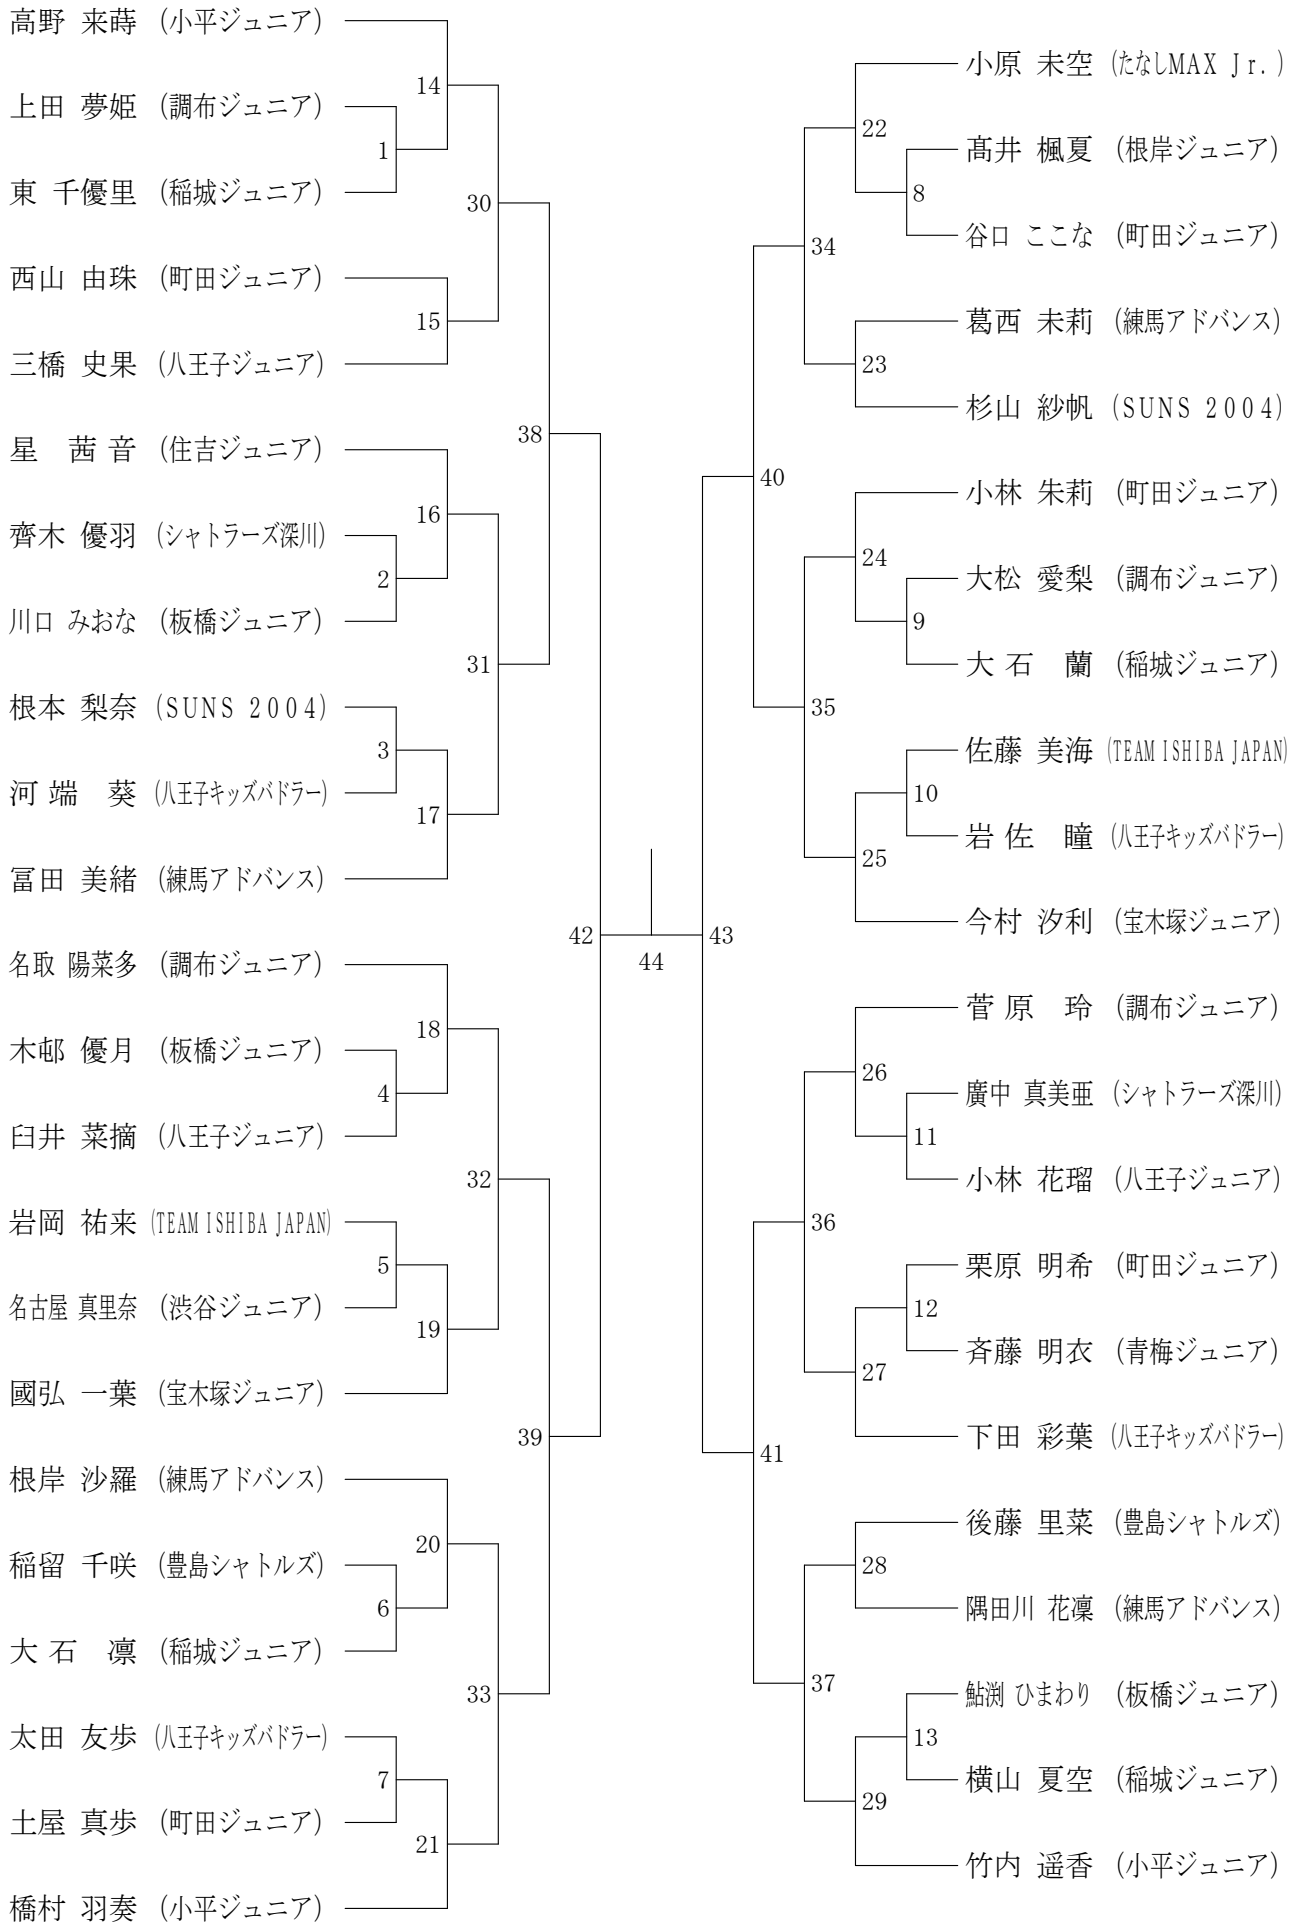 高野 来蒔 (小平ジュニア)
上田 夢姫 (調布ジュニア)
東 千優里 (稲城ジュニア)
西山 由珠 (町田ジュニア)
三橋 史果 (八王子ジュニア)
星 茜音 (住吉ジュニア)
齊木 優羽 (シャトラーズ深川)
川口 みおな (板橋ジュニア)
根本 梨奈 (SUNS 2004)
河端 葵 (八王子キッズバドラー)
冨田 美緒 (練馬アドバンス)
名取 陽菜多 (調布ジュニア)
木邨 優月 (板橋ジュニア)
臼井 菜摘 (八王子ジュニア)
岩岡 祐来 (TEAM ISHIBA JAPAN)
名古屋 真里奈 (渋谷ジュニア)
國弘 一葉 (宝木塚ジュニア)
根岸 沙羅 (練馬アドバンス)
稲留 千咲 (豊島シャトルズ)
大石 凛 (稲城ジュニア)
太田 友歩 (八王子キッズバドラー)
土屋 真歩 (町田ジュニア)
橋村 羽奏 (小平ジュニア)
14
1
30
15
38
16
2
31
3
17
42
18
4
32
5
19
39
20
6
33
7
21
44
43
22
8
34
23
40
24
9
35
10
25
26
11
36
12
27
41
28
37
13
29
小原 未空 (たなしMAX Jr.)
髙井 楓夏 (根岸ジュニア)
谷口 ここな (町田ジュニア)
葛西 未莉 (練馬アドバンス)
杉山 紗帆 (SUNS 2004)
小林 朱莉 (町田ジュニア)
大松 愛梨 (調布ジュニア)
大石 蘭 (稲城ジュニア)
佐藤 美海 (TEAM ISHIBA JAPAN)
岩佐 瞳 (八王子キッズバドラー)
今村 汐利 (宝木塚ジュニア)
菅原 玲 (調布ジュニア)
廣中 真美亜 (シャトラーズ深川)
小林 花瑠 (八王子ジュニア)
栗原 明希 (町田ジュニア)
斉藤 明衣 (青梅ジュニア)
下田 彩葉 (八王子キッズバドラー)
後藤 里菜 (豊島シャトルズ)
隅田川 花凜 (練馬アドバンス)
鮎渕 ひまわり (板橋ジュニア)
横山 夏空 (稲城ジュニア)
竹内 遥香 (小平ジュニア)